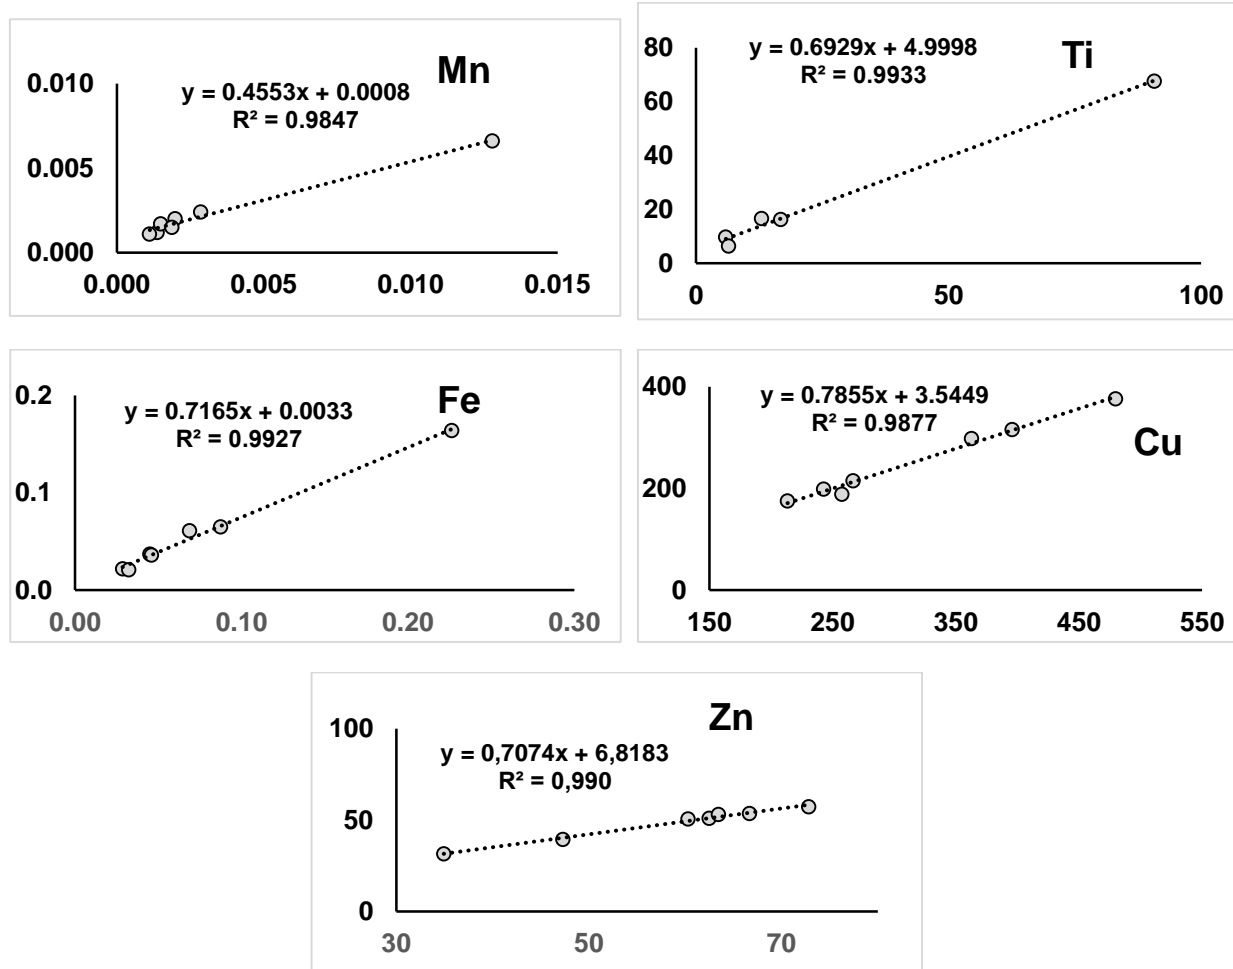 Mn
y = 0.4553x + 0.0008
R² = 0.9847
0.010
0.005
0.000
0.000 0.005 0.010 0.015
Ti
y = 0.6929x + 4.9998
R² = 0.9933
80
60
40
20
0
0 50 100
Fe
y = 0.7165x + 0.0033
R² = 0.9927
0.2
0.1
0.0
0.00 0.10 0.20 0.30
Cu
y = 0.7855x + 3.5449
R² = 0.9877
400
200
0
150 250 350 450 550
Zn
y = 0,7074x + 6,8183
R² = 0,990
100
50
0
30 50 70